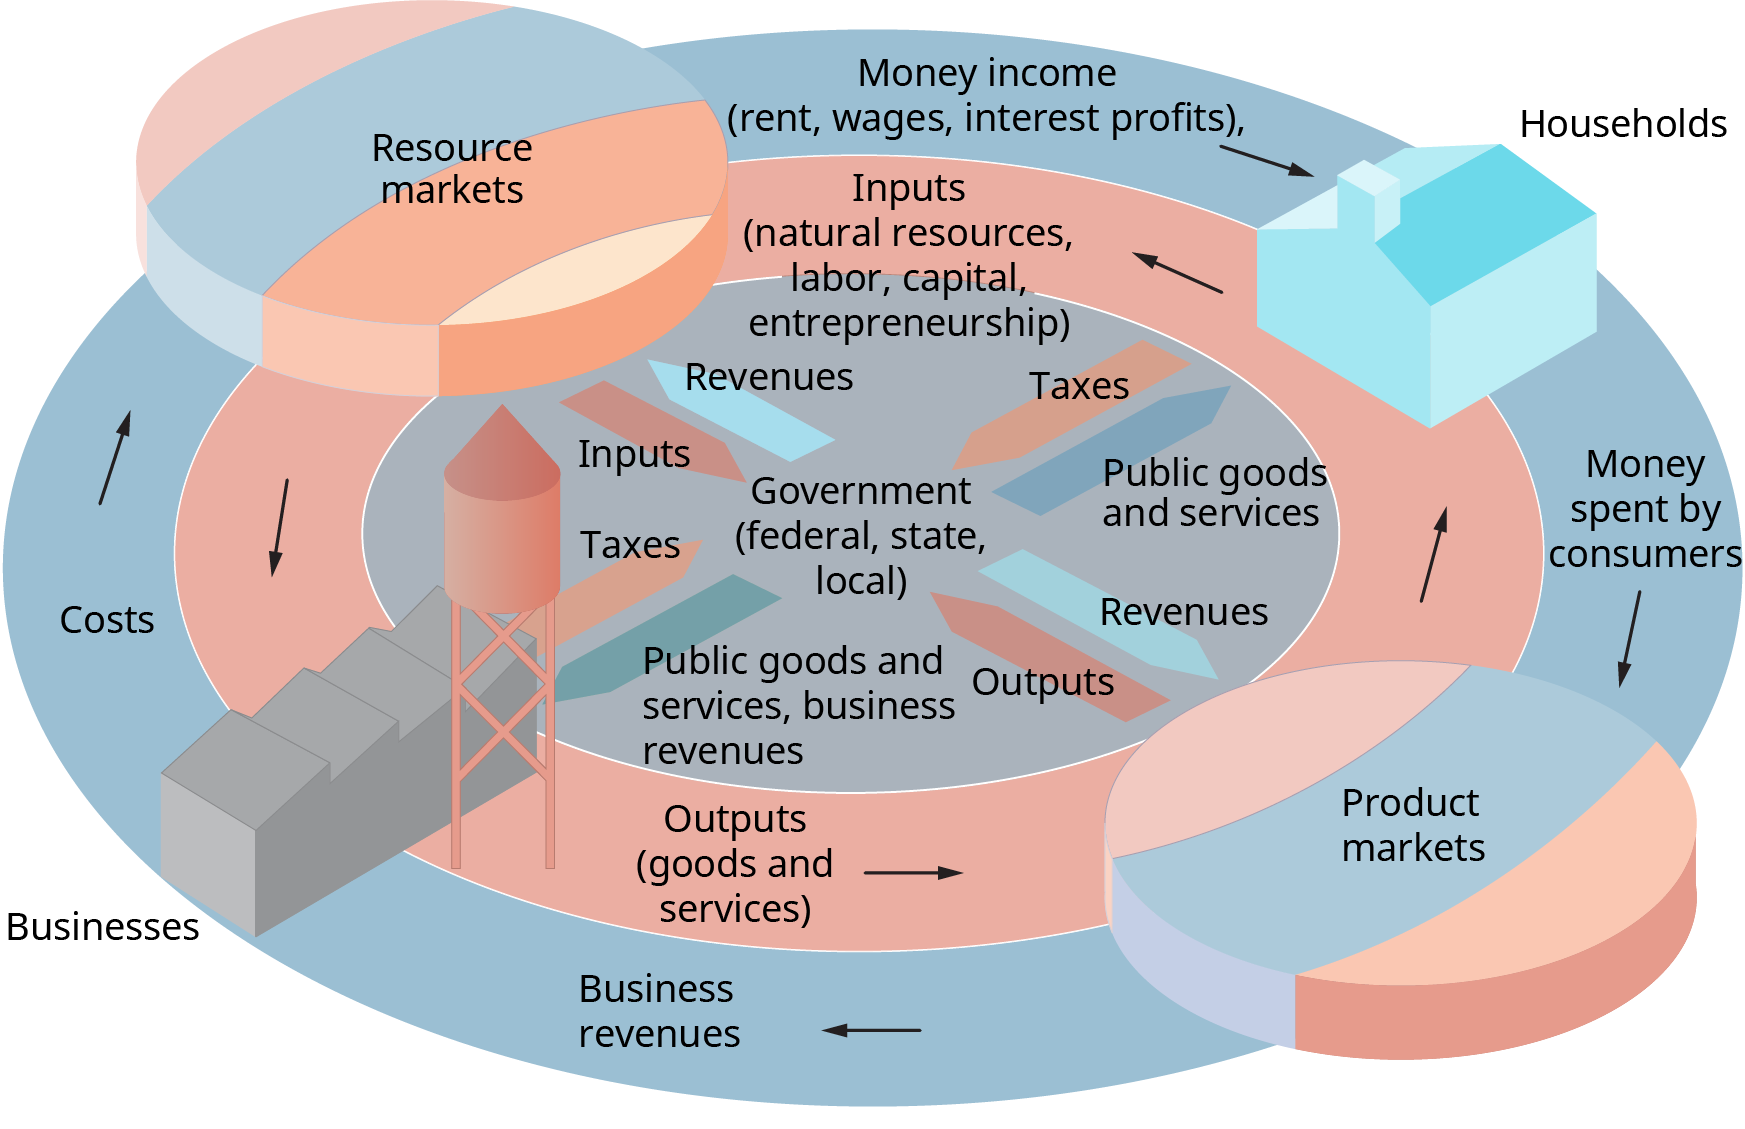 Money income
(rent, wages, interest profits),
Households
Resource
markets
Inputs
(natural resources,
labor, capital,
entrepreneurship)
Revenues
Taxes
Inputs
Public goods
and services
Money
spent by
consumers
Government
(federal, state,
local)
Taxes
Costs
Revenues
Public goods and
services, business
revenues
Outputs
Outputs
(goods and
services)
Product
markets
Businesses
Business
revenues